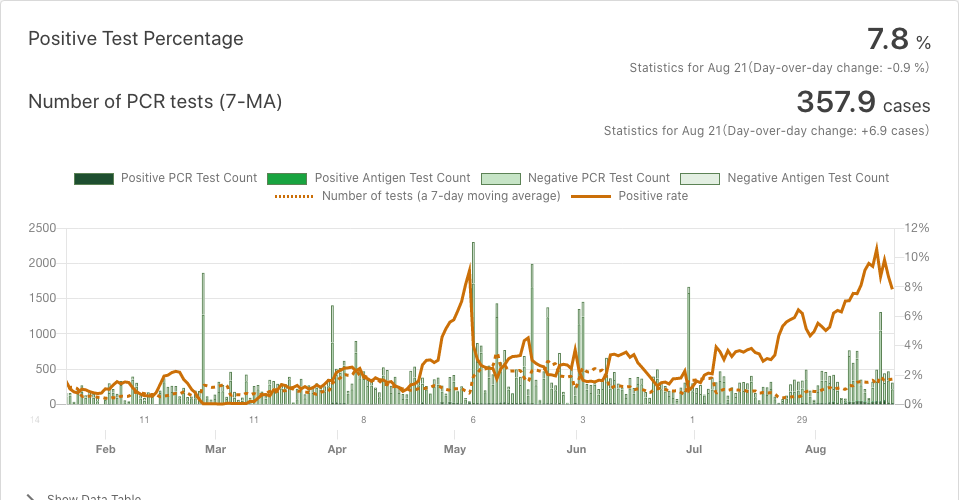 Positive Test Percentage
7.8 %
Statistics for Aug 21(Day-over-day change: -0.9 %)
Number of PCR tests (7-MA)
357.9 cases
Statistics for Aug 21(Day-over-day change: +6.9 cases)
Positive PCR Test Count Positive Antigen Test Count Negative PCR Test Count Negative Antigen Test Count
Number of tests (a 7-day moving average) Positive rate
2500 12%
2000 10%
1500 8%
1000 6%
500 4%
0 2%
0%
14 11 11 8 6 3 1 29
Feb Mar Apr May Jun Jul Aug
Show Data Table